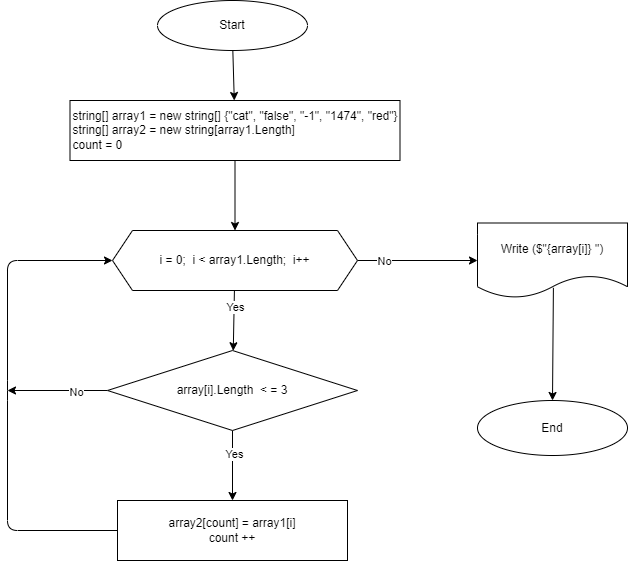 Start
string[] array1 = new string[] {"cat", "false", "-1", "1474", "red"}
string[] array2 = new string[array1.Length]
count = 0
i = 0;  i < array1.Length;  i++
No
Write ($"{array[i]} ")
Yes
array[i].Length  < = 3
No
End
Yes
array2[count] = array1[i]
count ++